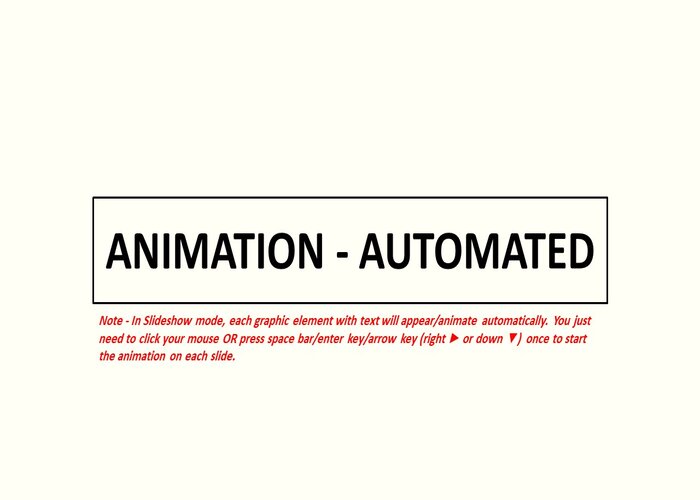 ANIMATION - AUTOMATED
Note - In Slideshow mode, each graphic element with text will appear/animate automatically. You just
need to click your mouse OR press space bar/enter key/arrow key (right ▶ or down ▼) once to start
the animation on each slide.